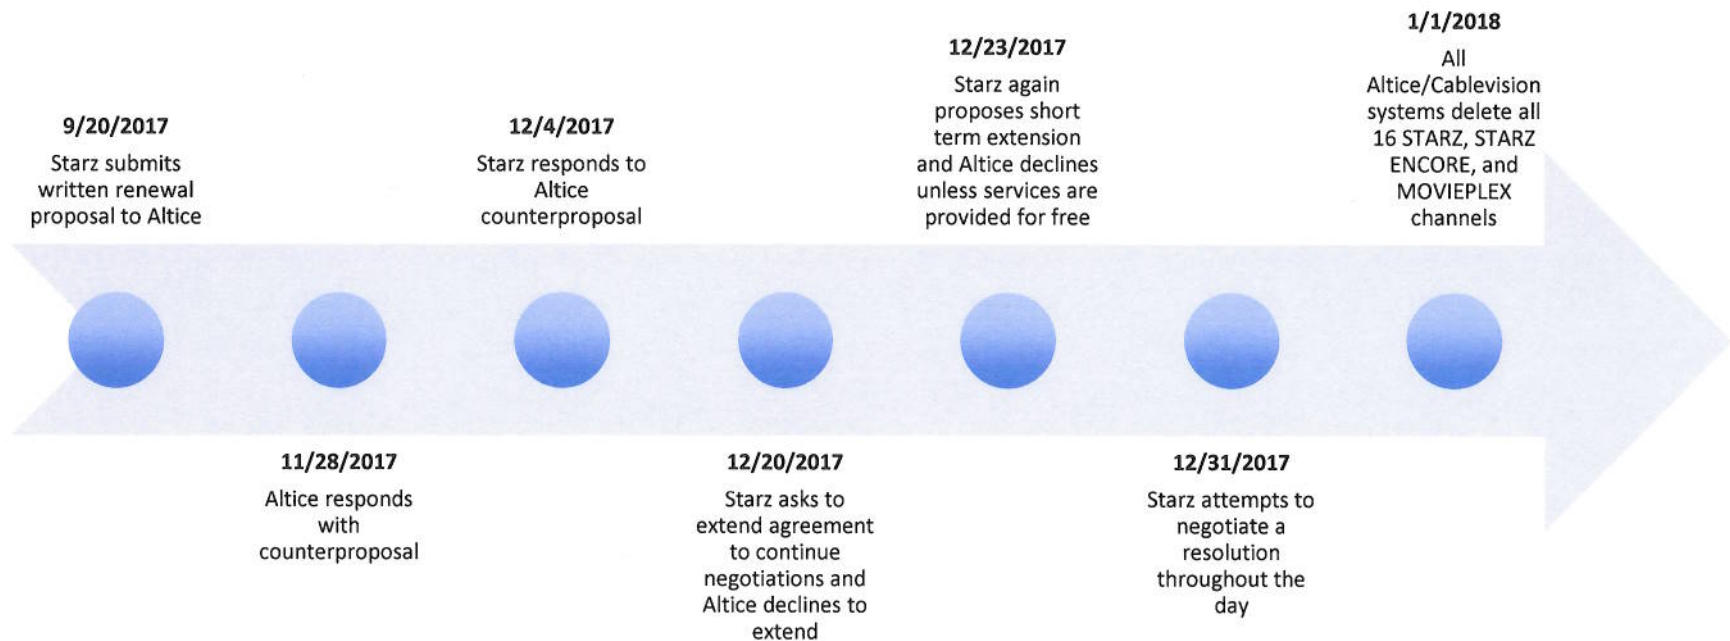 9/20/2017
Starz submits
written renewal
proposal to Altice
11/28/2017
Altice responds
with
counterproposal
12/4/2017
Starz responds to
Altice
counterproposal
12/20/2017
Starz asks to
extend agreement
to continue
negotiations and
Altice declines to
extend
12/23/2017
Starz again
proposes short
term extension
and Altice declines
unless services are
provided for free
12/31/2017
Starz attempts to
negotiate a
resolution
throughout the
day
1/1/2018
All
Altice/Cablevision
systems delete all
16 STARZ, STARZ
ENCORE, and
MOVIEPLEX
channels